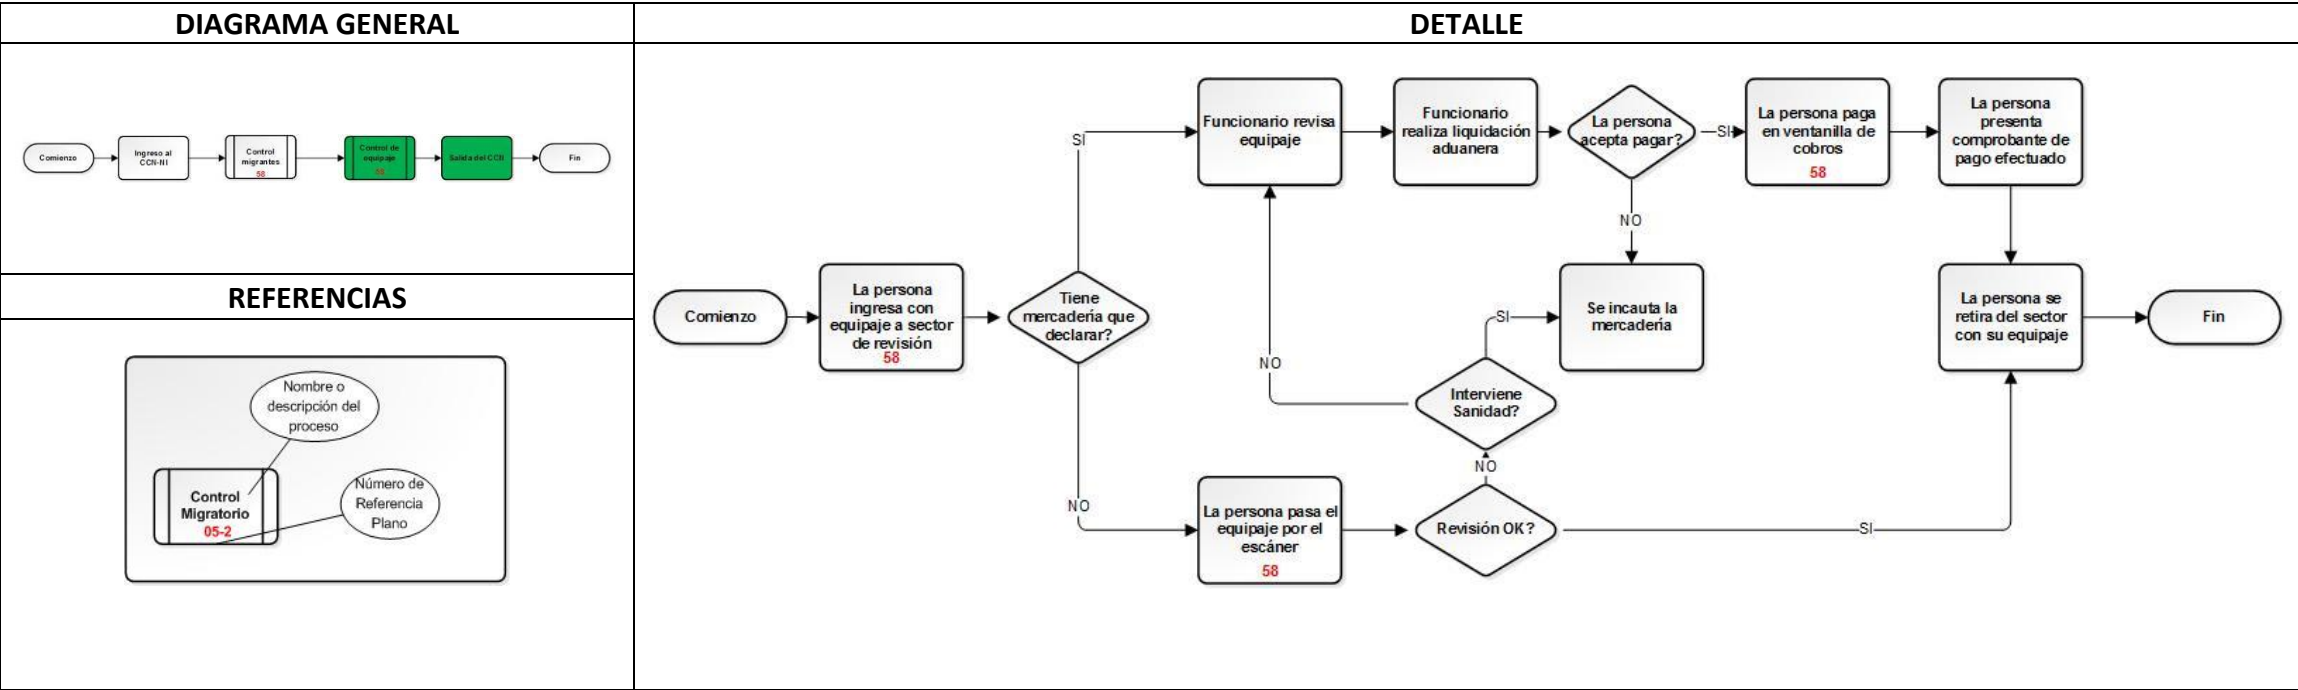 DIAGRAMA GENERAL
Comienzo
Ingreso al
CCN-NI
Control
migrantes
58
Control de
equipaje
58
Salida del CCN
Fin
REFERENCIAS
Nombre o
descripción del
proceso
Control
Migratorio
05-2
Número de
Referencia
Plano
DETALLE
Comienzo
La persona
ingresa con
equipaje a sector
de revisión
58
Tiene
mercadería que
declarar?
SI
NO
Funcionario revisa
equipaje
Funcionario
realiza liquidación
aduanera
La persona
acepta pagar?
SI
NO
La persona paga
en ventanilla de
cobros
58
La persona
presenta
comprobante de
pago efectuado
Se incauta la
mercadería
La persona se
retira del sector
con su equipaje
Fin
SI
NO
Interviene
Sanidad?
NO
La persona pasa el
equipaje por el
escáner
58
Revisión OK?
SI